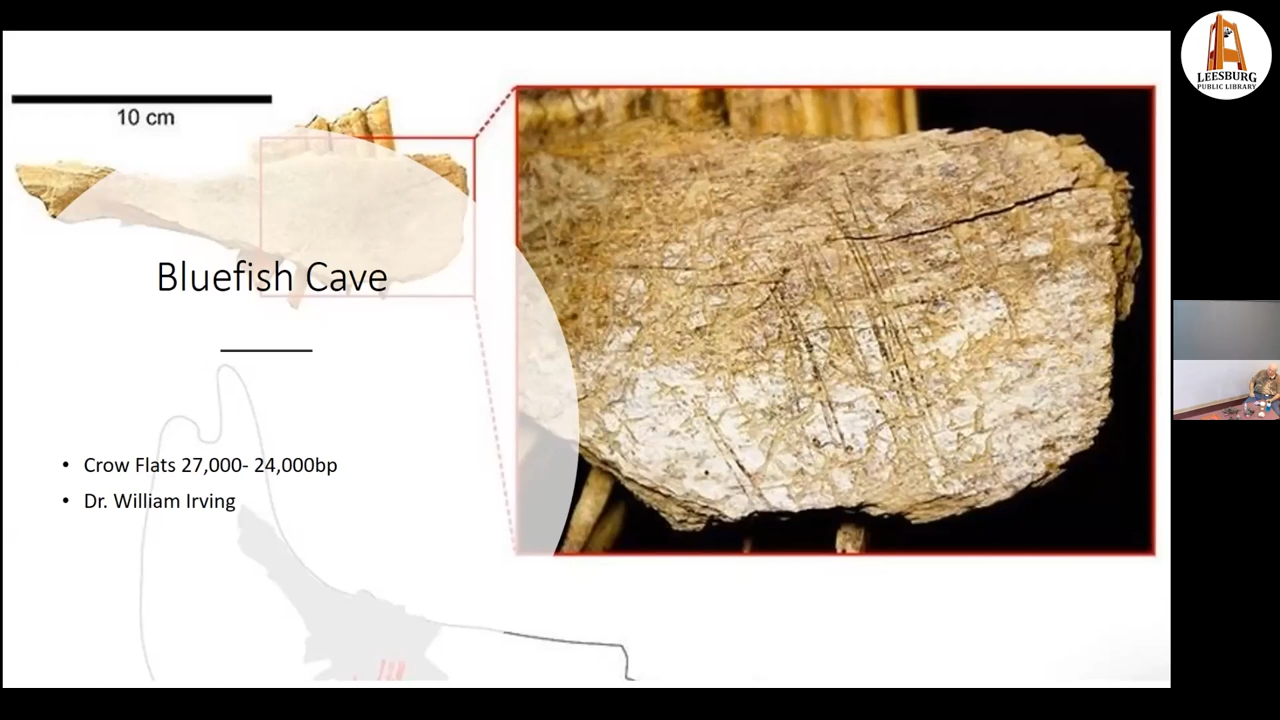 10 cm
Bluefish Cave
• Crow Flats 27,000- 24,000bp
• Dr. William Irving
LEESBURG
PUBLIC LIBRARY